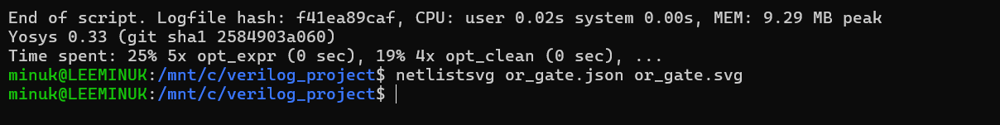 End of script. Logfile hash: f41ea89caf, CPU: user 0.02s system 0.00s, MEM: 9.29 MB peak
Yosys 0.33 (git sha1 2584903a060)
Time spent: 25% 5x opt_expr (0 sec), 19% 4x opt_clean (0 sec), ...
minuk@LEEMINUK:/mnt/c/verilog_project$ netlistsvg or_gate.json or_gate.svg
minuk@LEEMINUK:/mnt/c/verilog_project$